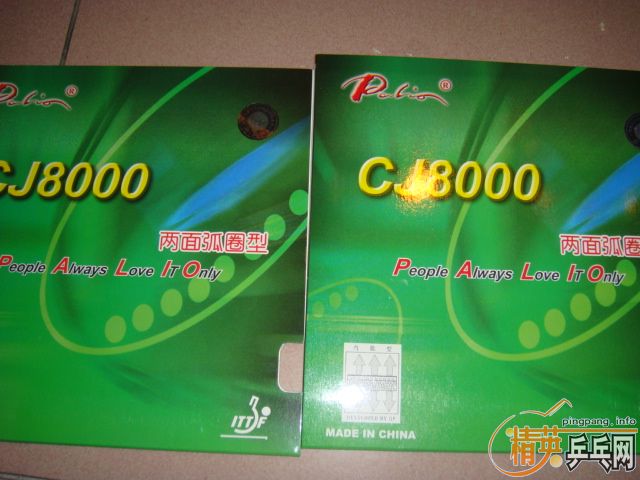 Palio®
CJ8000
两面弧圈型
People Always Love IT Only
ITTF
Palio®
CJ8000
两面弧圈
People Always Love IT Only
MADE IN CHINA
pingpang.info
精英乒乓网